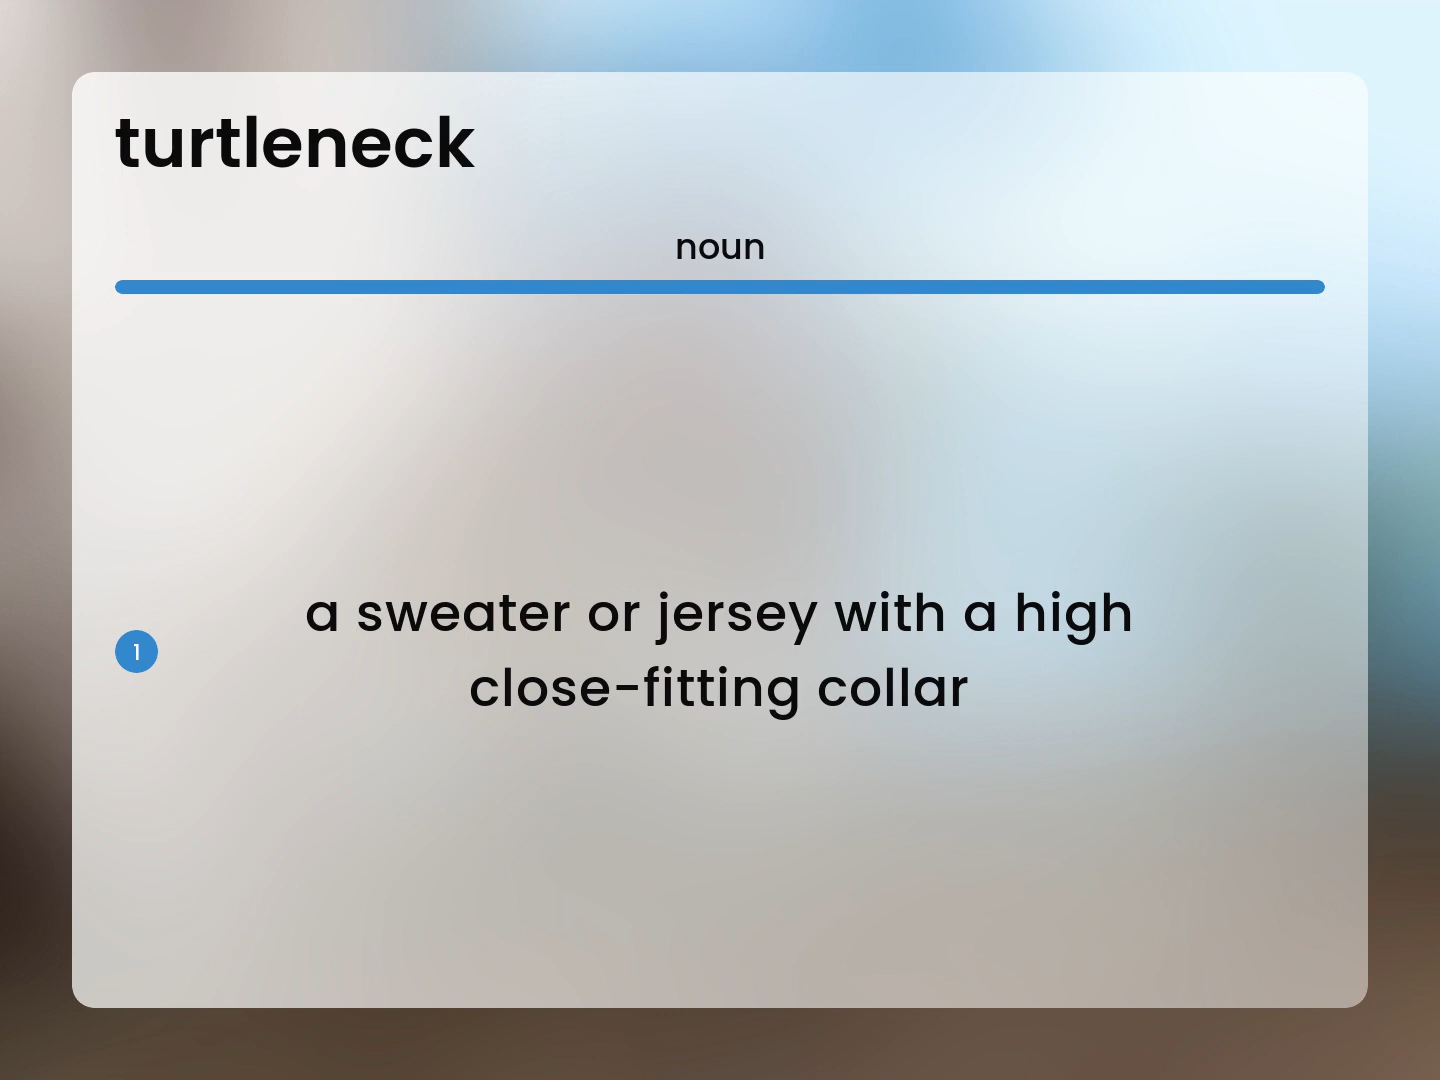 turtleneck
noun
1
a sweater or jersey with a high
close-fitting collar